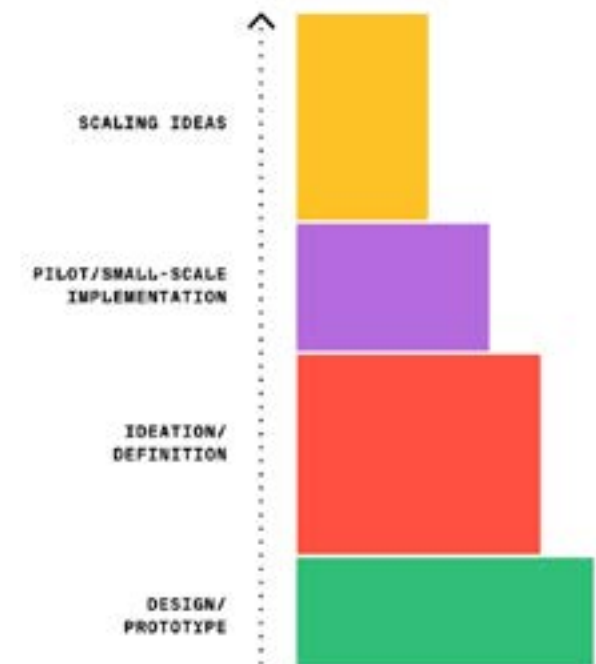 SCALING IDEAS
PILOT/SMALL-SCALE
IMPLEMENTATION
IDEATION/
DEFINITION
DESIGN/
PROTOTYPE